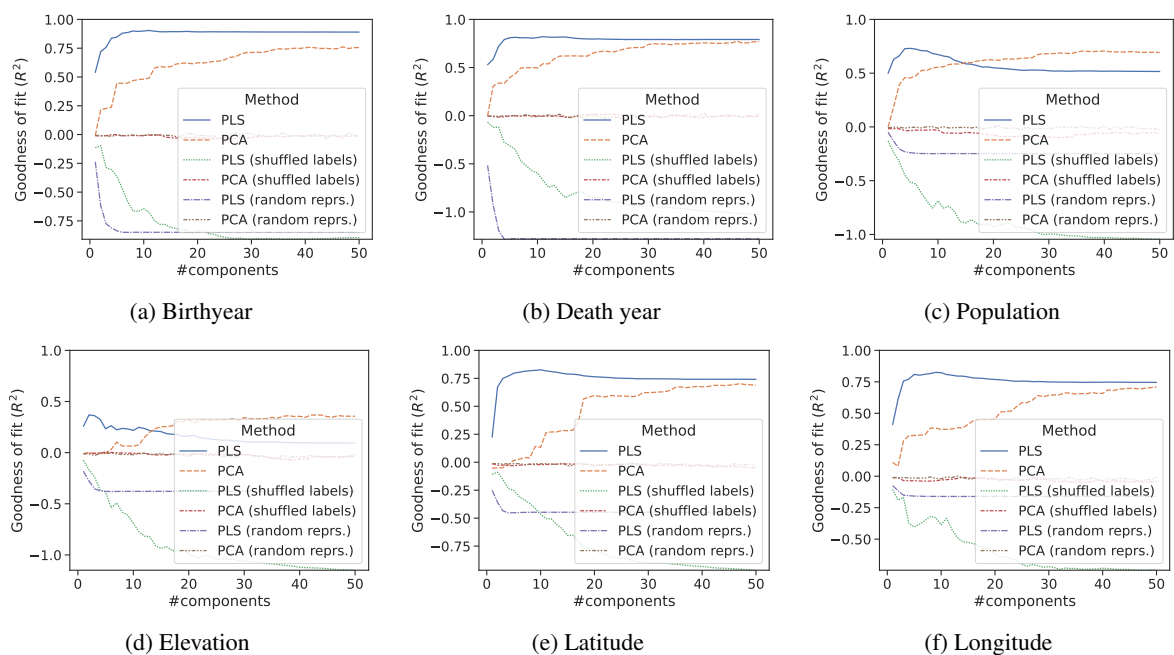 1.00
0.75
0.50
0.25
0.00
−0.25
−0.50
−0.75
Goodness of fit (R²)
0 10 20 30 40 50
#components
Method
PLS
PCA
PLS (shuffled labels)
PCA (shuffled labels)
PLS (random reprs.)
PCA (random reprs.)
(a) Birthyear
1.0
0.5
0.0
−0.5
−1.0
Goodness of fit (R²)
0 10 20 30 40 50
#components
Method
PLS
PCA
PLS (shuffled labels)
PCA (shuffled labels)
PLS (random reprs.)
PCA (random reprs.)
(b) Death year
1.0
0.5
0.0
−0.5
−1.0
Goodness of fit (R²)
0 10 20 30 40 50
#components
Method
PLS
PCA
PLS (shuffled labels)
PCA (shuffled labels)
PLS (random reprs.)
PCA (random reprs.)
(c) Population
1.0
0.5
0.0
−0.5
−1.0
Goodness of fit (R²)
0 10 20 30 40 50
#components
Method
PLS
PCA
PLS (shuffled labels)
PCA (shuffled labels)
PLS (random reprs.)
PCA (random reprs.)
(d) Elevation
1.00
0.75
0.50
0.25
0.00
−0.25
−0.50
−0.75
Goodness of fit (R²)
0 10 20 30 40 50
#components
Method
PLS
PCA
PLS (shuffled labels)
PCA (shuffled labels)
PLS (random reprs.)
PCA (random reprs.)
(e) Latitude
1.00
0.75
0.50
0.25
0.00
−0.25
−0.50
Goodness of fit (R²)
0 10 20 30 40 50
#components
Method
PLS
PCA
PLS (shuffled labels)
PCA (shuffled labels)
PLS (random reprs.)
PCA (random reprs.)
(f) Longitude